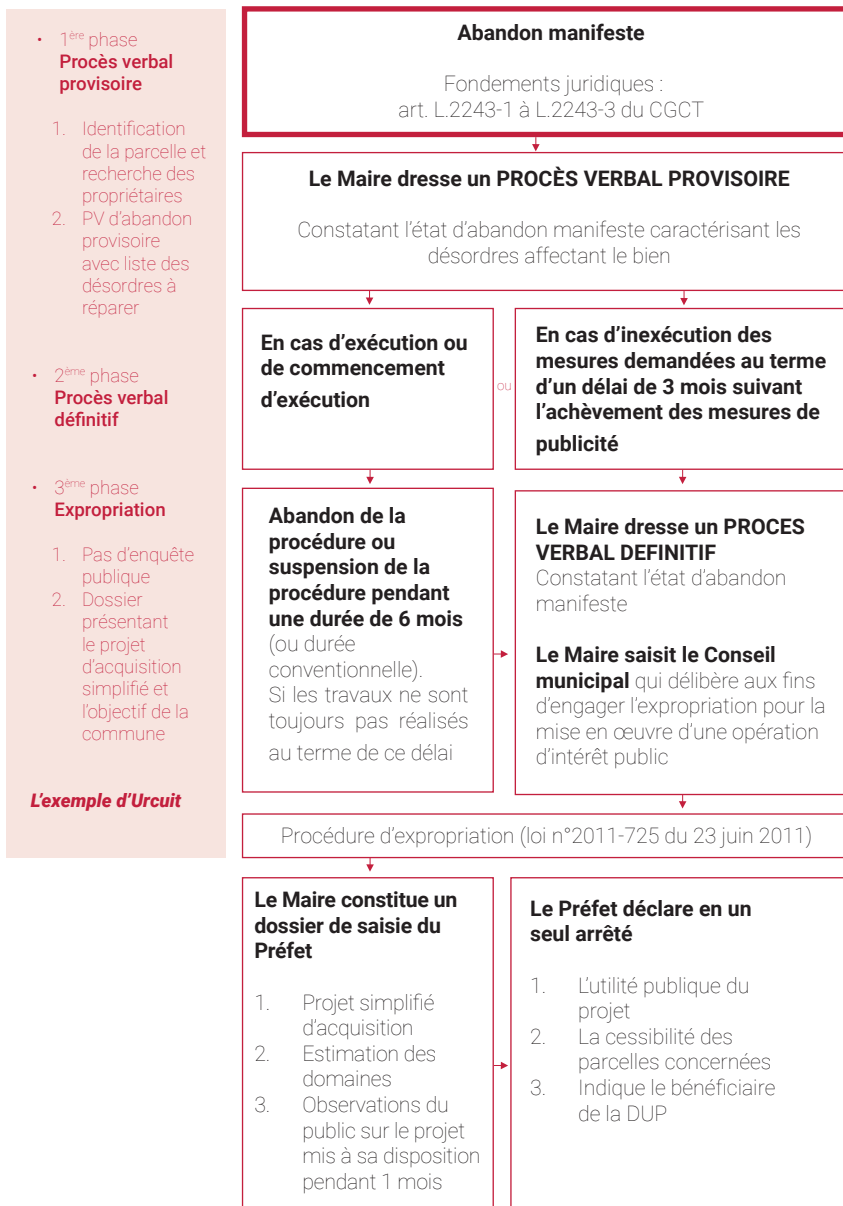 • 1ère phase
Procès verbal
provisoire
1. Identification
de la parcelle et
recherche des
propriétaires
2. PV d'abandon
provisoire
avec liste des
désordres à
réparer
• 2ème phase
Procès verbal
définitif
• 3ème phase
Expropriation
1. Pas d'enquête
publique
2. Dossier
présentant
le projet
d'acquisition
simplifié et
l'objectif de la
commune
L'exemple d'Urcuit
Abandon manifeste
Fondements juridiques :
art. L.2243-1 à L.2243-3 du CGCT
Le Maire dresse un PROCÈS VERBAL PROVISOIRE
Constatant l'état d'abandon manifeste caractérisant les
désordres affectant le bien
En cas d'exécution ou
de commencement
d'exécution
ou
En cas d'inexécution des
mesures demandées au terme
d'un délai de 3 mois suivant
l'achèvement des mesures de
publicité
Abandon de la
procédure ou
suspension de la
procédure pendant
une durée de 6 mois
(ou durée
conventionnelle).
Si les travaux ne sont
toujours pas réalisés
au terme de ce délai
Le Maire dresse un PROCES
VERBAL DEFINITIF
Constatant l'état d'abandon
manifeste
Le Maire saisit le Conseil
municipal qui délibère aux fins
d'engager l'expropriation pour la
mise en œuvre d'une opération
d'intérêt public
Procédure d'expropriation (loi n°2011-725 du 23 juin 2011)
Le Maire constitue un
dossier de saisie du
Préfet
1. Projet simplifié
d'acquisition
2. Estimation des
domaines
3. Observations du
public sur le projet
mis à sa disposition
pendant 1 mois
Le Préfet déclare en un
seul arrêté
1. L'utilité publique du
projet
2. La cessibilité des
parcelles concernées
3. Indique le bénéficiaire
de la DUP